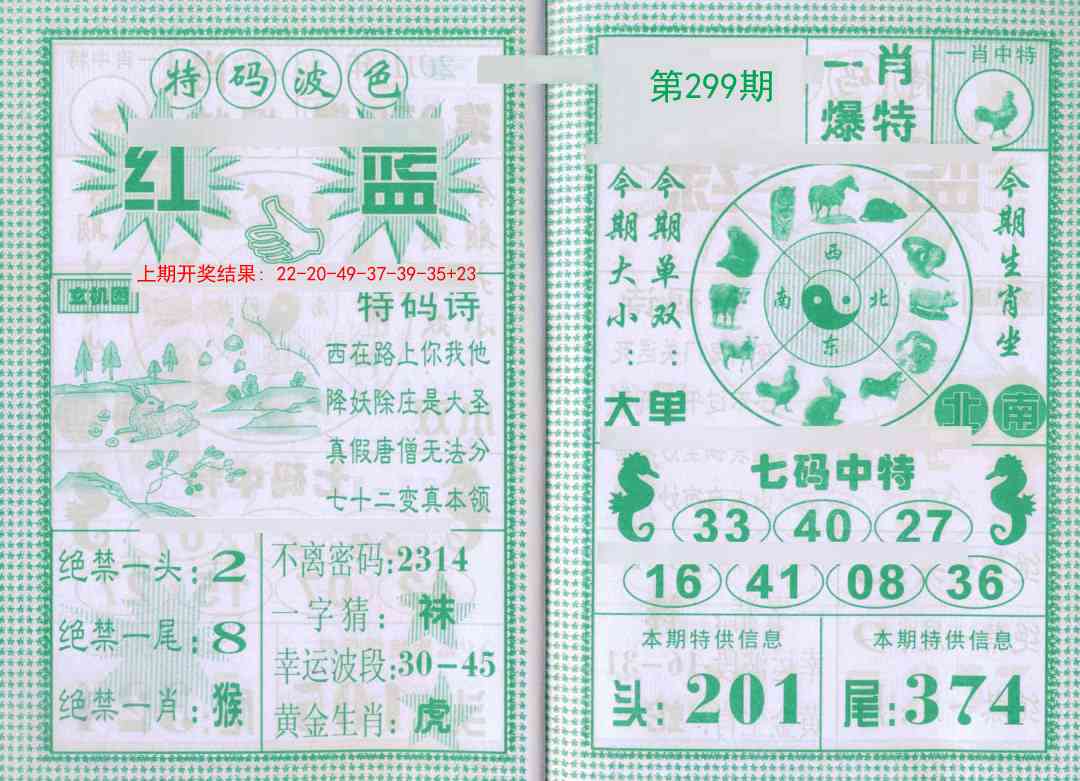 特码波色
红 蓝
上期开奖结果: 22-20-49-37-39-35+23
玄机图
特码诗
西在路上你我他
降妖除庄是大圣
真假唐僧无法分
七十二变真本领
绝禁一头:2
绝禁一尾:8
绝禁一肖:猴
不离密码:2314
一字猜:袜
幸运波段:30-45
黄金生肖:虎
第299期
一肖
爆特
一肖中特
今期大小:大
今期单双:单
西
南 北
东
今期生肖坐
北南
七码中特
33 40 27
16 41 08 36
本期特供信息
头:201
本期特供信息
尾:374